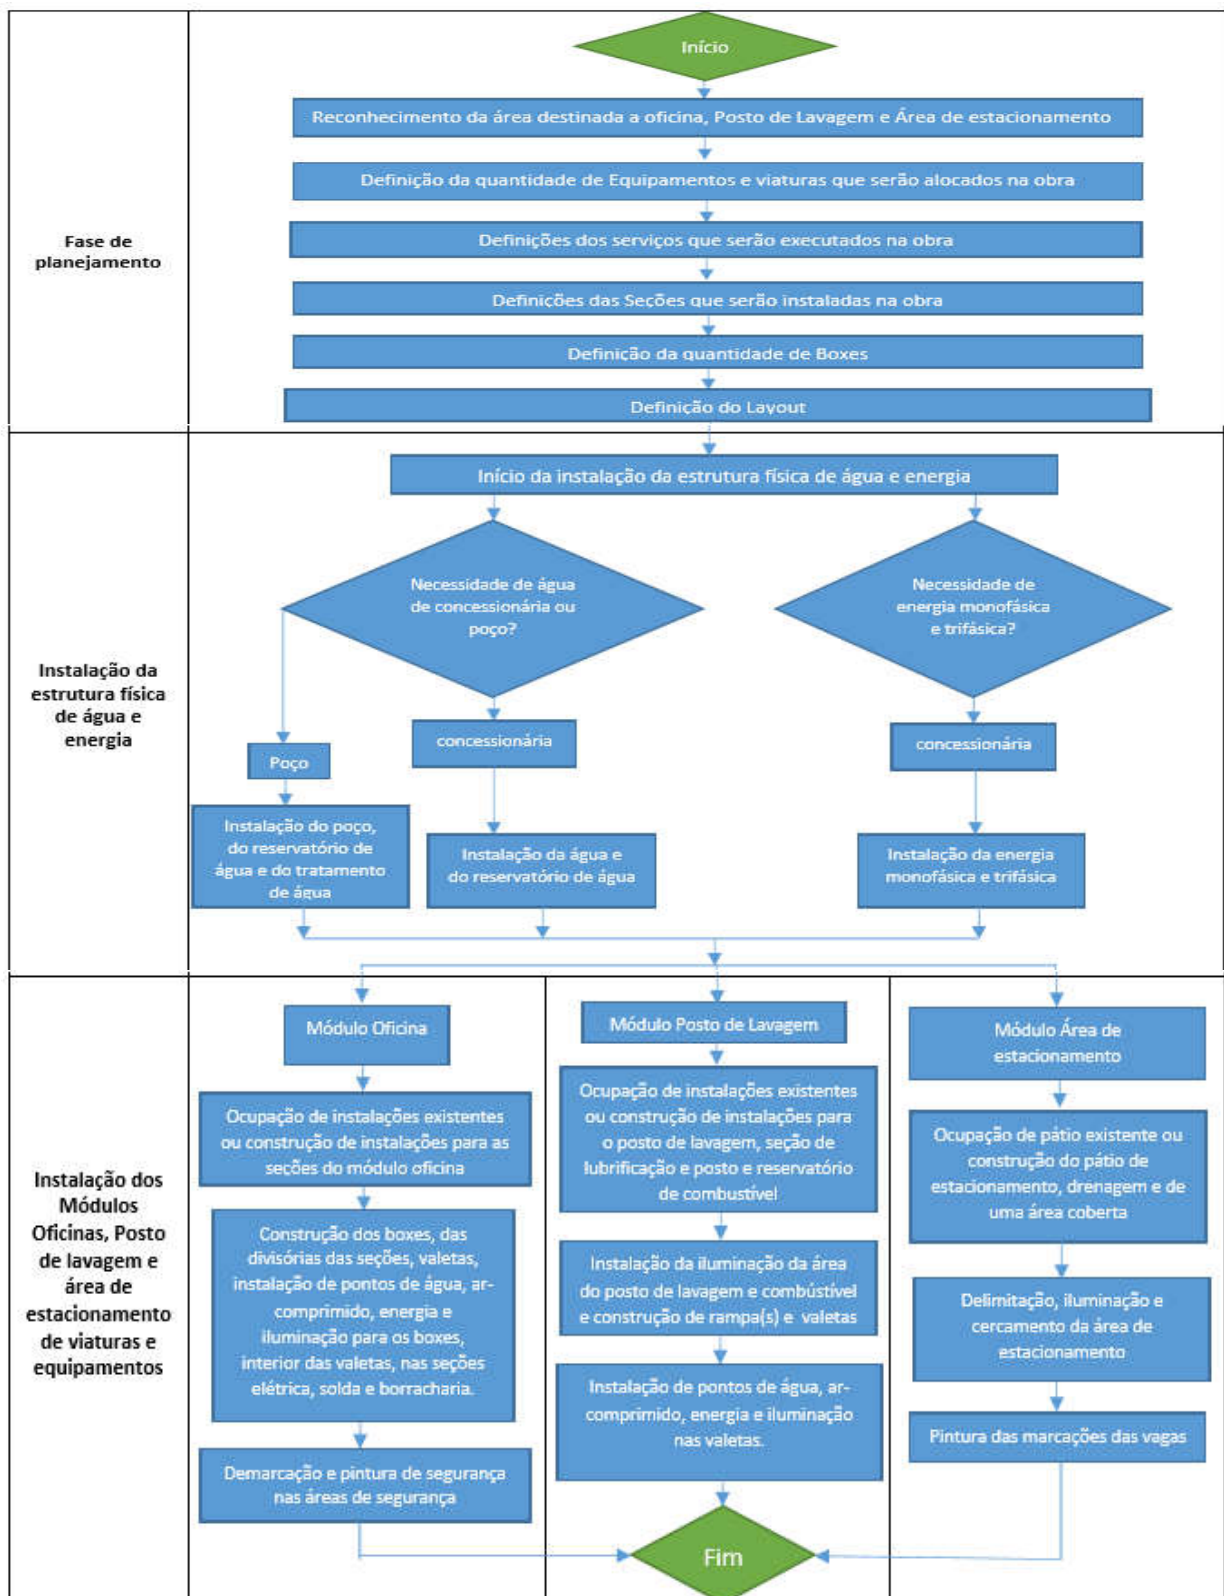 Início
Fase de
planejamento
Reconhecimento da área destinada a oficina, Posto de Lavagem e Área de estacionamento
Definição da quantidade de Equipamentos e viaturas que serão alocados na obra
Definições dos serviços que serão executados na obra
Definições das Seções que serão instaladas na obra
Definição da quantidade de Boxes
Definição do Layout
Instalação da
estrutura física
de água e
energia
Início da instalação da estrutura física de água e energia
Necessidade de água
de concessionária ou
poço?
Necessidade de
energia monofásica
e trifásica?
Poço
concessionária
concessionária
Instalação do poço,
do reservatório de
água e do tratamento
de água
Instalação da água e
do reservatório de água
Instalação da energia
monofásica e trifásica
Instalação dos
Módulos
Oficinas, Posto
de lavagem e
área de
estacionamento
de viaturas e
equipamentos
Módulo Oficina
Ocupação de instalações existentes
ou construção de instalações para as
seções do módulo oficina
Construção dos boxes, das
divisórias das seções, valetas,
instalação de pontos de água, ar-
comprimido, energia e
iluminação para os boxes,
interior das valetas, nas seções
elétrica, solda e borracharia.
Demarcação e pintura de segurança
nas áreas de segurança
Módulo Posto de Lavagem
Ocupação de instalações existentes
ou construção de instalações para
o posto de lavagem, seção de
lubrificação e posto e reservatório
de combustível
Instalação da iluminação da área
do posto de lavagem e combústível
e construção de rampa(s) e valetas
Instalação de pontos de água, ar-
comprimido, energia e iluminação
nas valetas.
Módulo Área de
estacionamento
Ocupação de pátio existente ou
construção do pátio de
estacionamento, drenagem e de
uma área coberta
Delimitação, iluminação e
cercamento da área de
estacionamento
Pintura das marcações das vagas
Fim